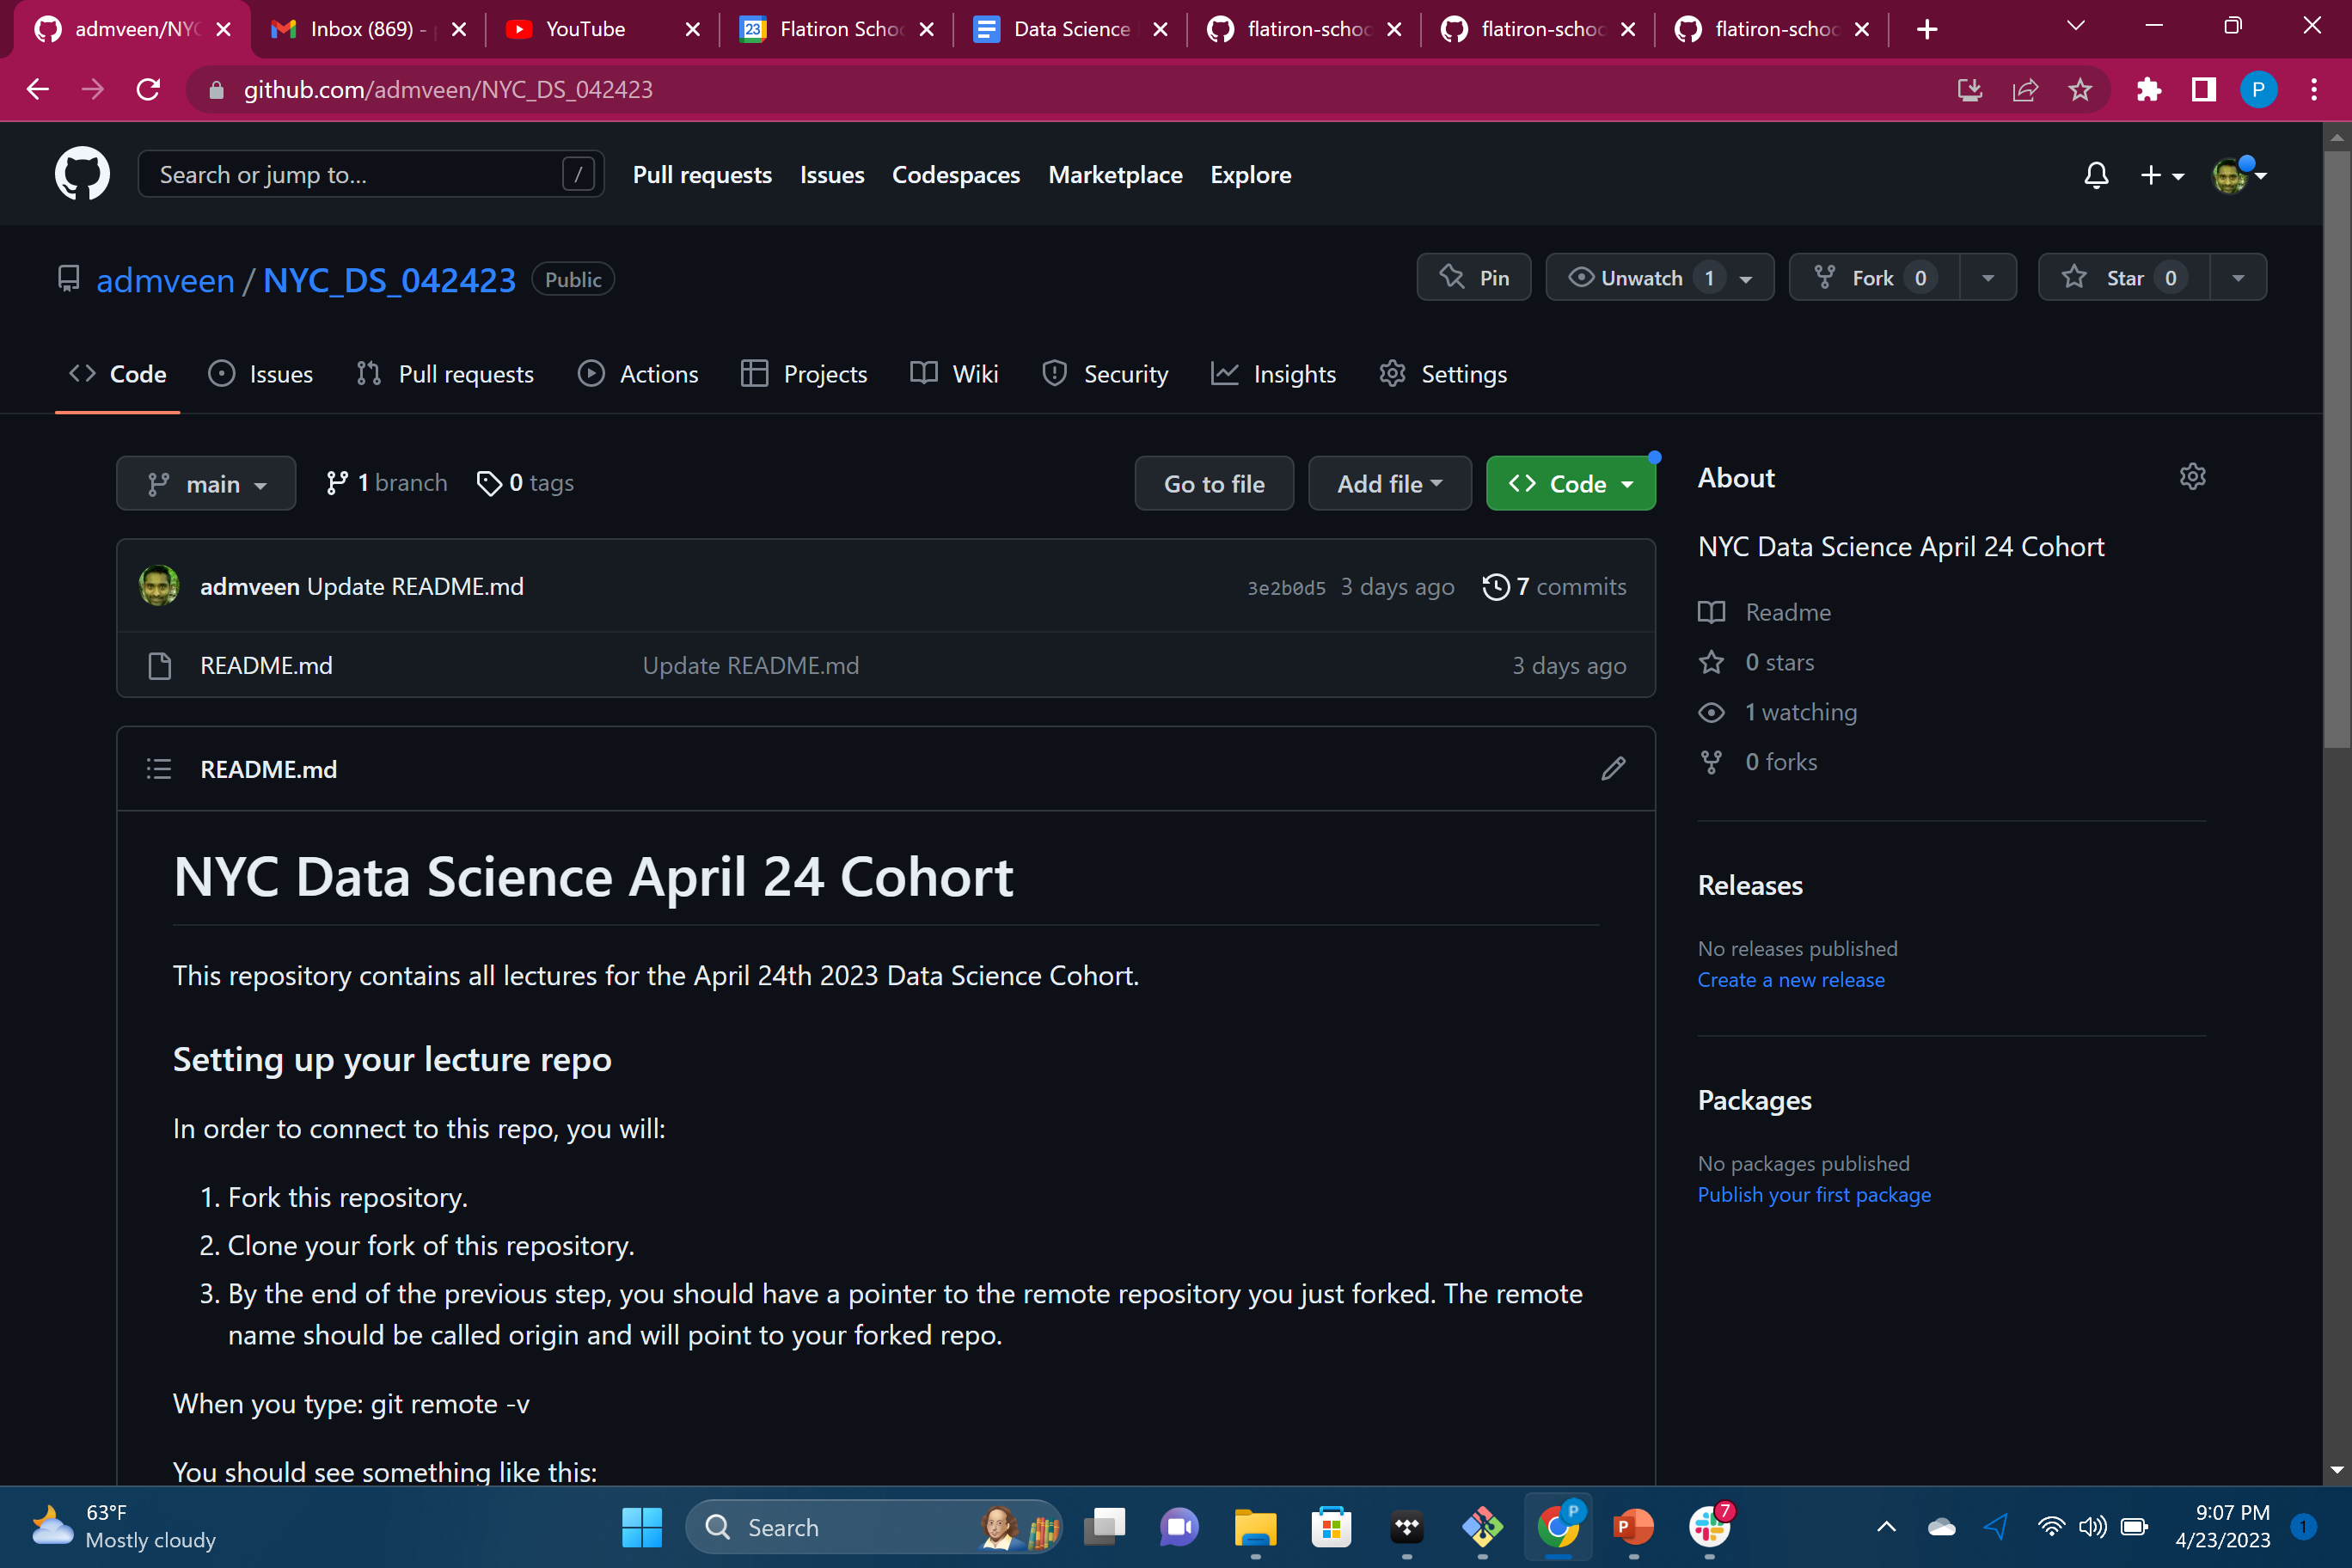 admveen/NYC
Inbox (869) -
YouTube
23
Flatiron Schoo
Data Science
flatiron-schoo
flatiron-schoo
flatiron-schoo
github.com/admveen/NYC_DS_042423
P
Search or jump to...
/
Pull requests
Issues
Codespaces
Marketplace
Explore
admveen / NYC_DS_042423
Public
Pin
Unwatch 1
Fork 0
Star 0
Code
Issues
Pull requests
Actions
Projects
Wiki
Security
Insights
Settings
main
1 branch
0 tags
Go to file
Add file
Code
admveen Update README.md
3e2b0d5 3 days ago
7 commits
README.md
Update README.md
3 days ago
README.md
NYC Data Science April 24 Cohort
This repository contains all lectures for the April 24th 2023 Data Science Cohort.
Setting up your lecture repo
In order to connect to this repo, you will:
1. Fork this repository.
2. Clone your fork of this repository.
3. By the end of the previous step, you should have a pointer to the remote repository you just forked. The remote
name should be called origin and will point to your forked repo.
When you type: git remote -v
You should see something like this:
About
NYC Data Science April 24 Cohort
Readme
0 stars
1 watching
0 forks
Releases
No releases published
Create a new release
Packages
No packages published
Publish your first package
63°F
Mostly cloudy
Search
P
P
7
9:07 PM
4/23/2023
1